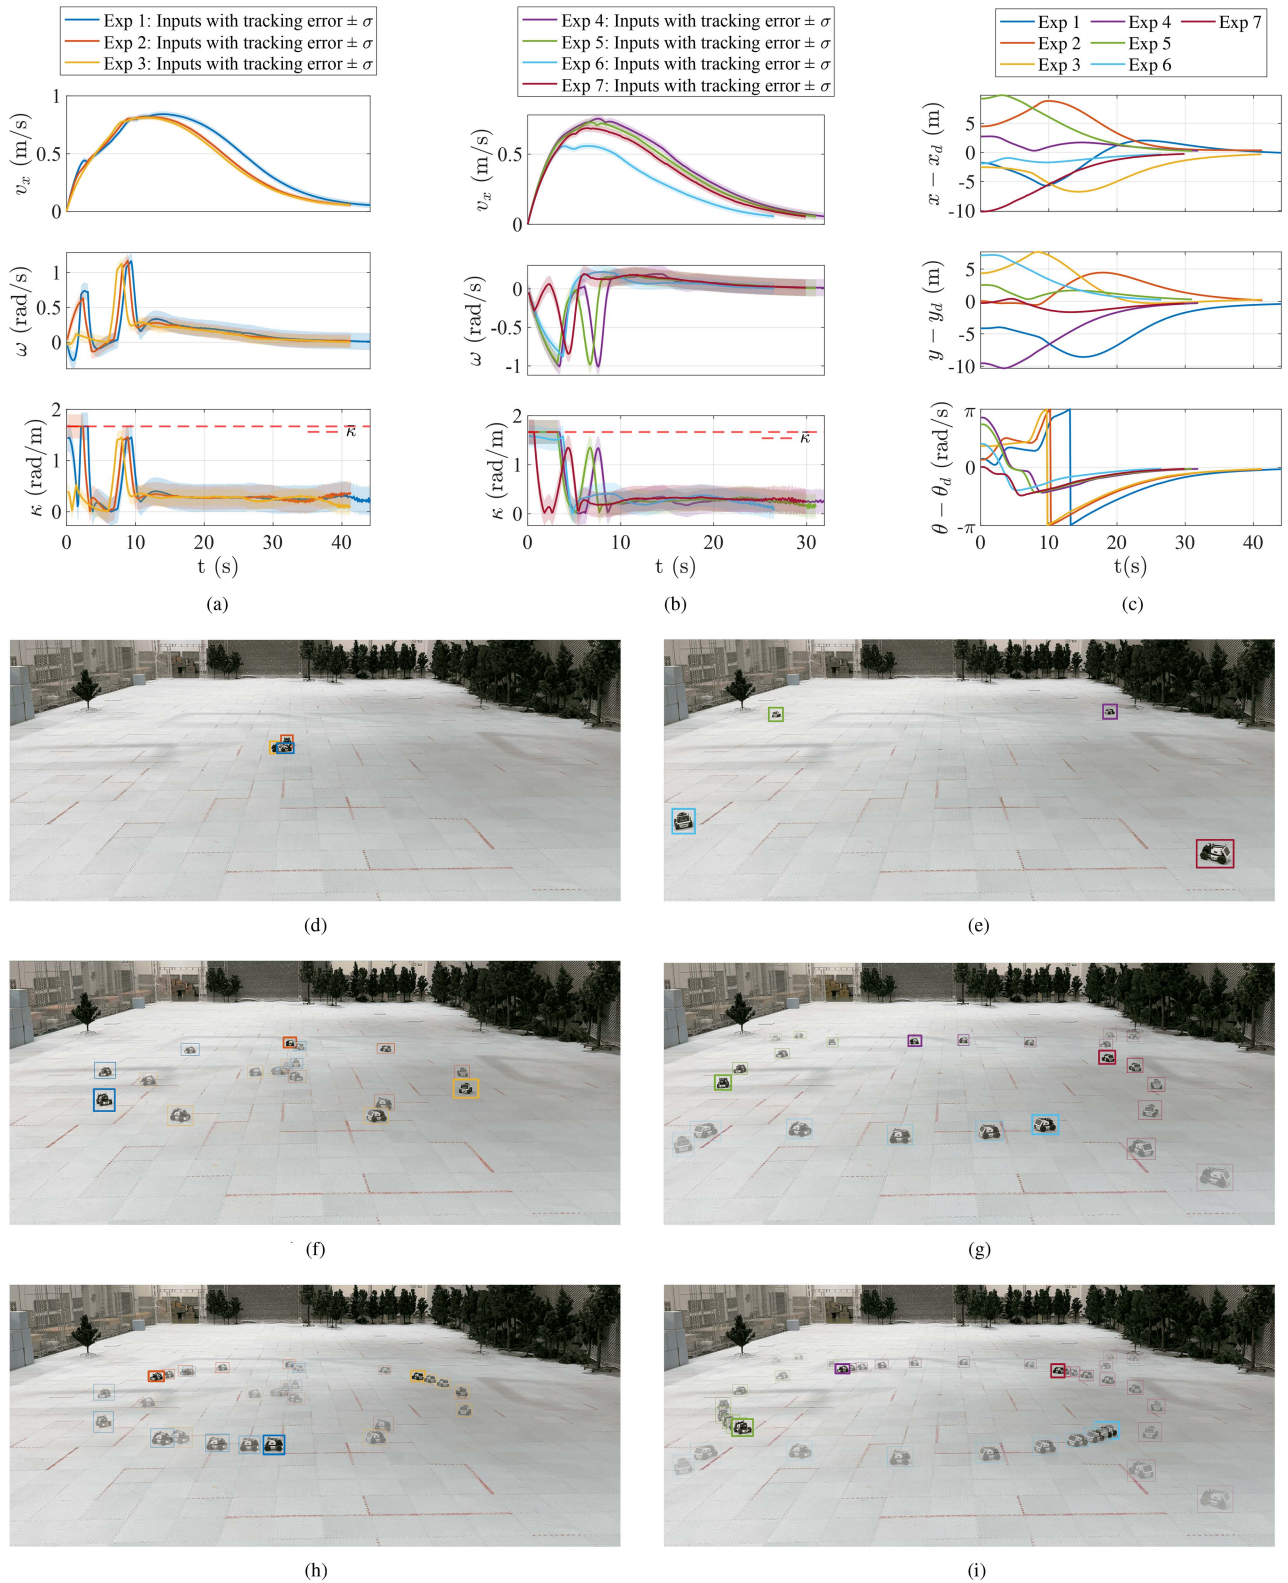 Exp 1: Inputs with tracking error ± σ
Exp 2: Inputs with tracking error ± σ
Exp 3: Inputs with tracking error ± σ
1
0.5
0
v_x (m/s)
1
0.5
0
ω (rad/s)
2
1
0
κ (rad/m)
κ̄
0 10 20 30 40
t (s)
(a)
Exp 4: Inputs with tracking error ± σ
Exp 5: Inputs with tracking error ± σ
Exp 6: Inputs with tracking error ± σ
Exp 7: Inputs with tracking error ± σ
0.5
0
v_x (m/s)
0
-0.5
-1
ω (rad/s)
2
1
0
κ (rad/m)
κ̄
0 10 20 30
t (s)
(b)
Exp 1 Exp 4 Exp 7
Exp 2 Exp 5
Exp 3 Exp 6
5
0
-5
-10
x − x_d (m)
5
0
-5
-10
y − y_d (m)
π
0
-π
θ − θ_d (rad/s)
0 10 20 30 40
t(s)
(c)
(d)
(e)
(f)
(g)
(h)
(i)